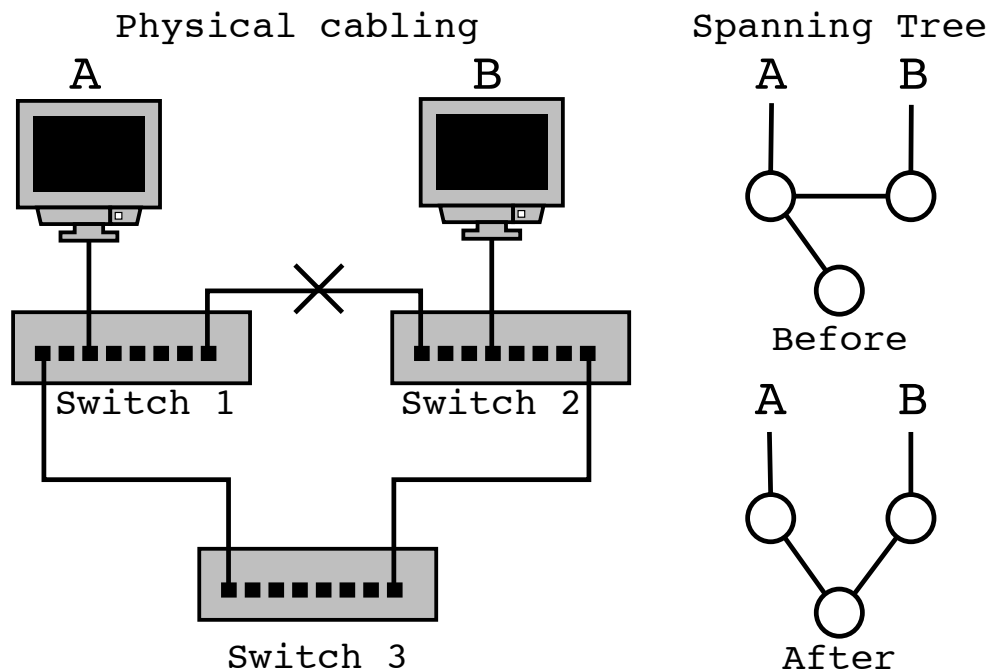 Physical cabling
A
B
Switch 1
Switch 2
Switch 3
Spanning Tree
A
B
Before
A
B
After